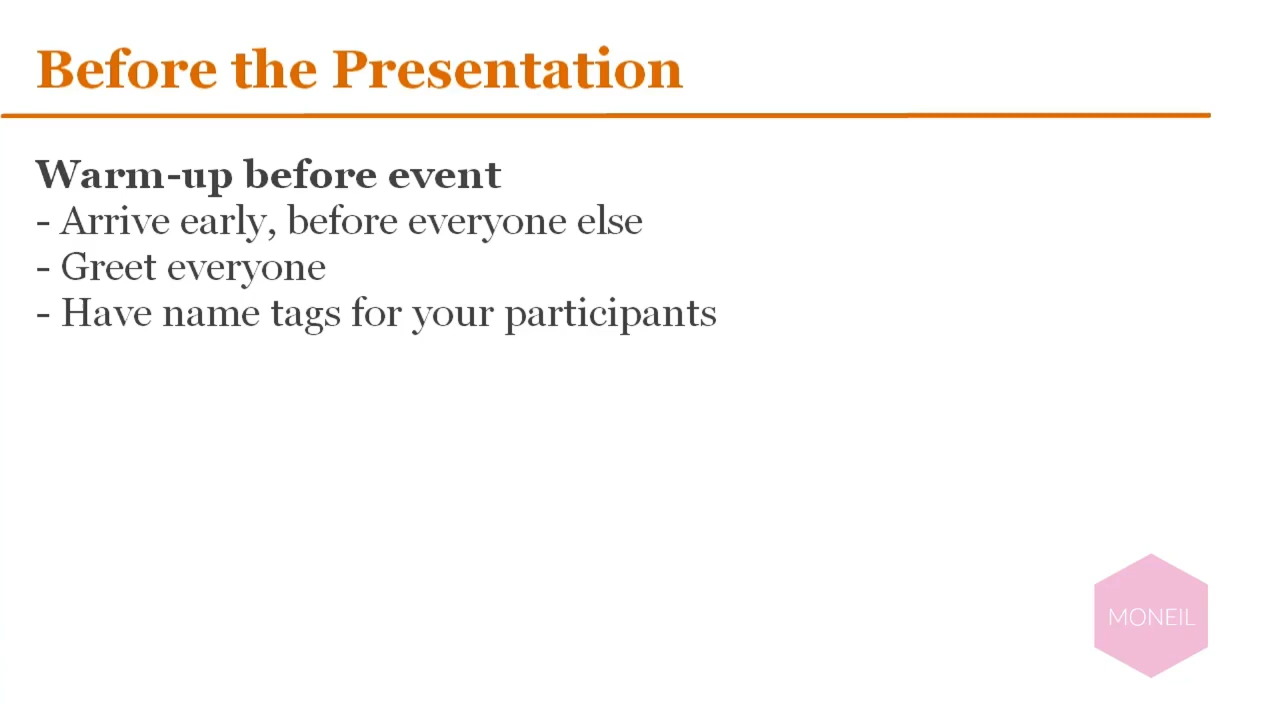 Before the Presentation
Warm-up before event
- Arrive early, before everyone else
- Greet everyone
- Have name tags for your participants
MONEIL